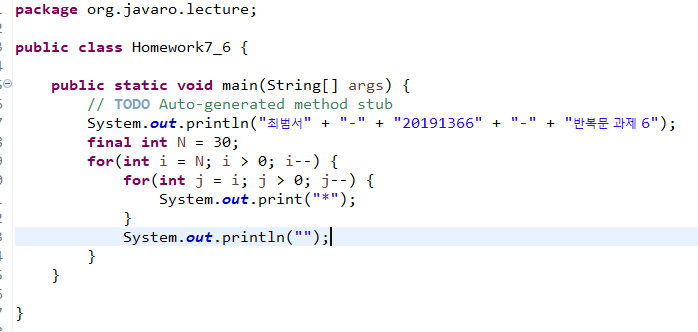 package org.javaro.lecture;
public class Homework7_6 {
public static void main(String[] args) {
// TODO Auto-generated method stub
System.out.println("최범서" + "-" + "20191366" + "-" + "반복문 과제 6");
final int N = 30;
for(int i = N; i > 0; i--) {
for(int j = i; j > 0; j--) {
System.out.print("*");
}
System.out.println("");
}
}
}